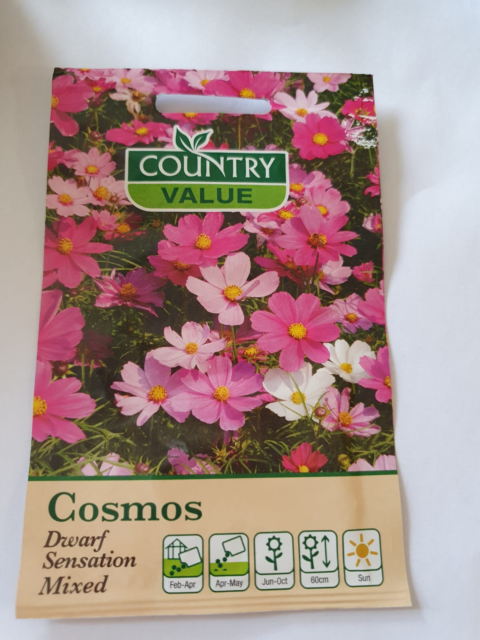 COUNTRY
VALUE
Cosmos
Dwarf
Sensation
Mixed
Feb-Apr
Apr-May
Jun-Oct
60cm
Sun